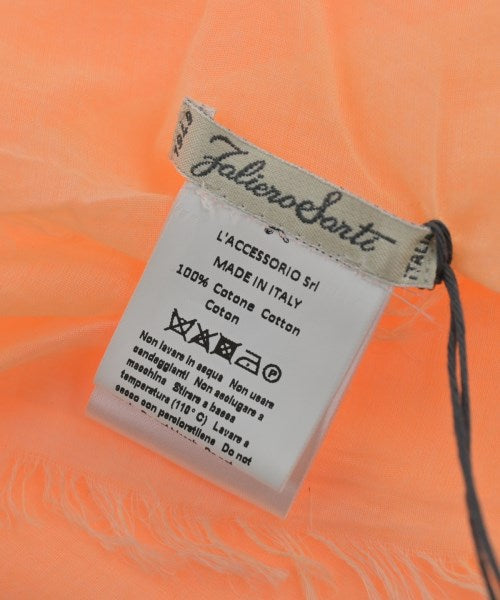 1949
Faliero Sarti
ITALIA
L'ACCESSORIO Srl
MADE IN ITALY
100% Cotone Cotton
Coton
P
Non lavare in acqua Non usare
candeggianti Non asciugare a
macchina Stirare a bassa
temperatura (110° C) Lavare a
secco con percloroetilene Do not